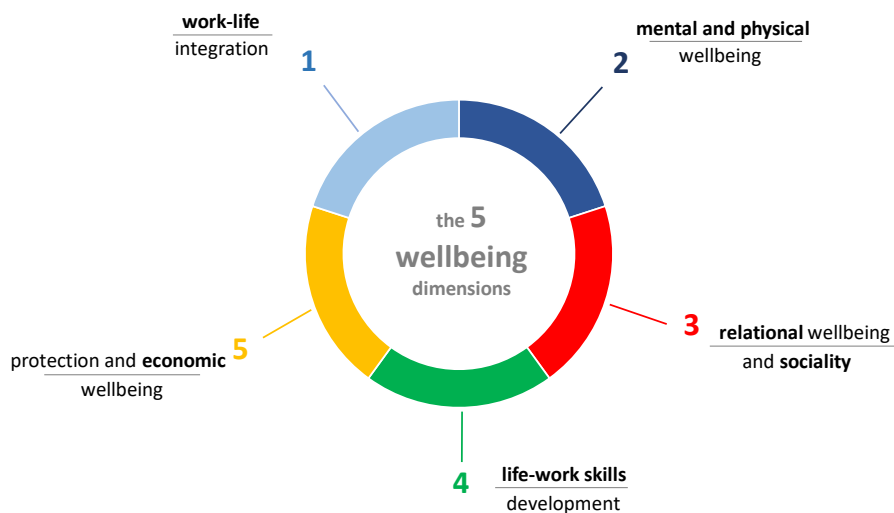 work-life
integration
1
2
mental and physical
wellbeing
the 5
wellbeing
dimensions
3
relational wellbeing
and sociality
4
life-work skills
development
5
protection and economic
wellbeing